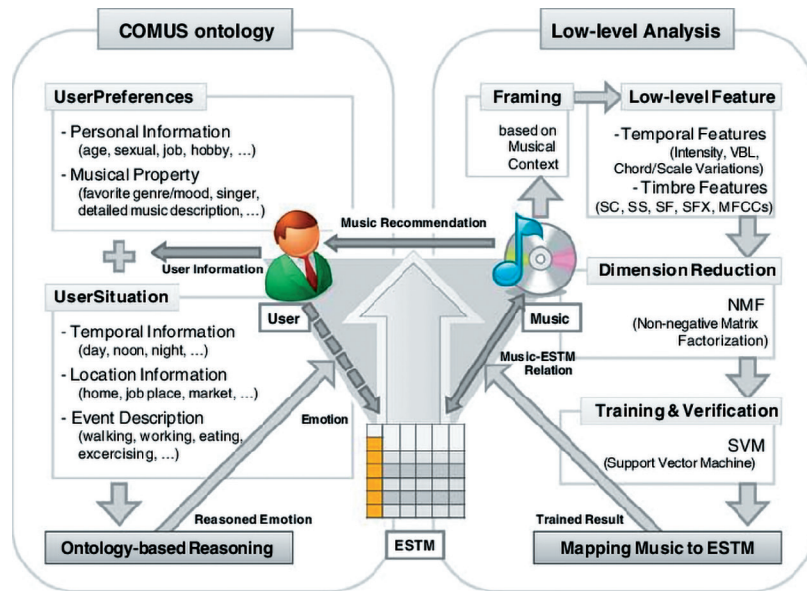 COMUS ontology
UserPreferences
- Personal Information
(age, sexual, job, hobby, ...)
- Musical Property
(favorite genre/mood, singer,
detailed music description, ...)
User Information
UserSituation
- Temporal Information
(day, noon, night, ...)
- Location Information
(home, job place, market, ...)
- Event Description
(walking, working, eating,
excercising, ...)
Reasoned Emotion
Ontology-based Reasoning
Music Recommendation
User
Music
Emotion
Music-ESTM
Relation
ESTM
Low-level Analysis
Framing
based on
Musical
Context
Low-level Feature
- Temporal Features
(Intensity, VBL,
Chord/Scale Variations)
- Timbre Features
(SC, SS, SF, SFX, MFCCs)
Dimension Reduction
NMF
(Non-negative Matrix
Factorization)
Training & Verification
SVM
(Support Vector Machine)
Trained Result
Mapping Music to ESTM